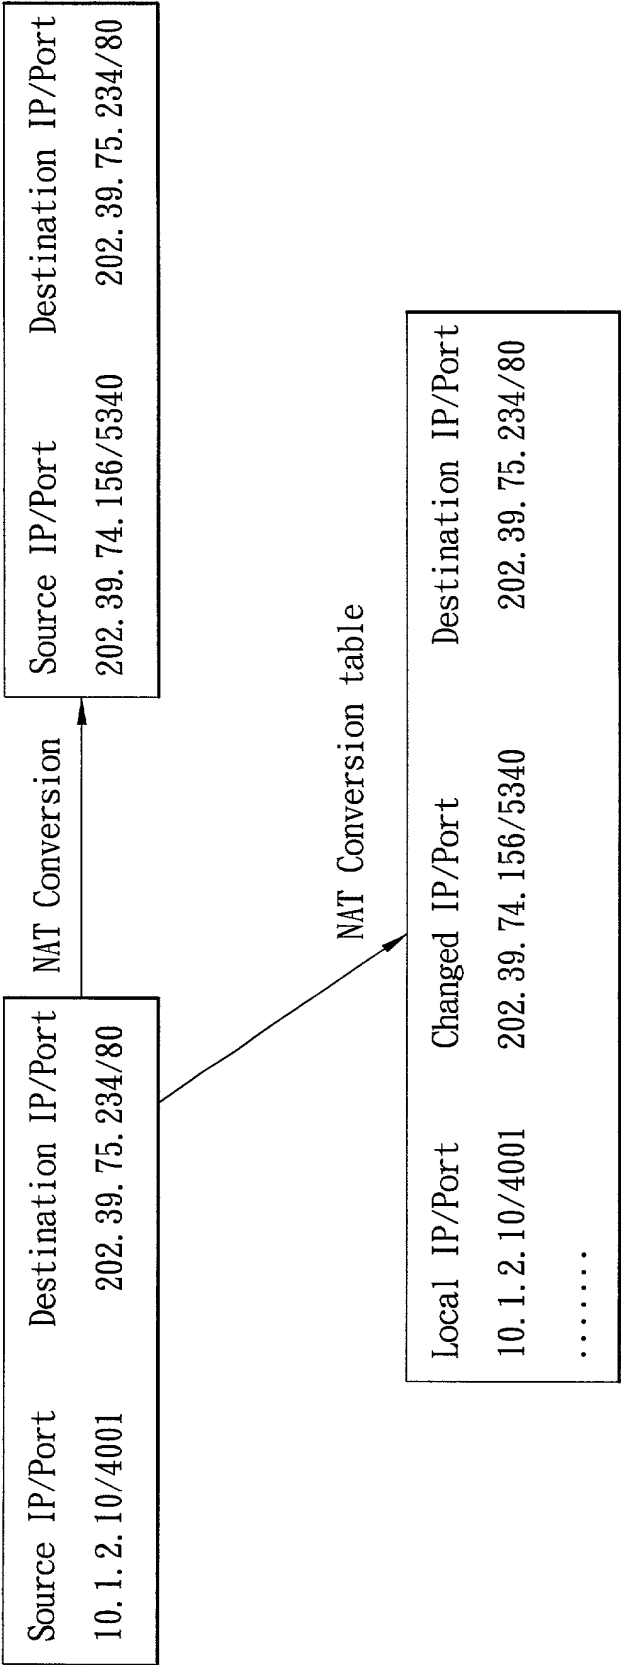 Source IP/Port Destination IP/Port
10.1.2.10/4001 202.39.75.234/80
NAT Conversion
Source IP/Port Destination IP/Port
202.39.74.156/5340 202.39.75.234/80
NAT Conversion table
Local IP/Port Changed IP/Port Destination IP/Port
10.1.2.10/4001 202.39.74.156/5340 202.39.75.234/80
.......